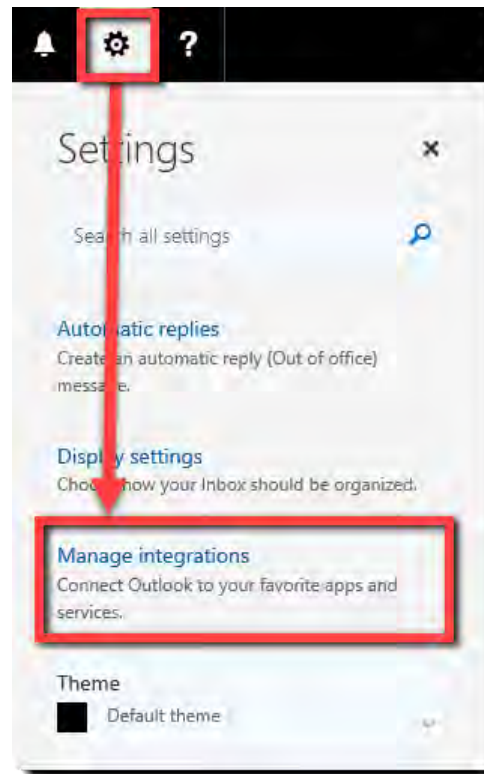 ?
Settings
Search all settings
Automatic replies
Create an automatic reply (Out of office)
message.
Display settings
Choose how your Inbox should be organized.
Manage integrations
Connect Outlook to your favorite apps and
services.
Theme
Default theme